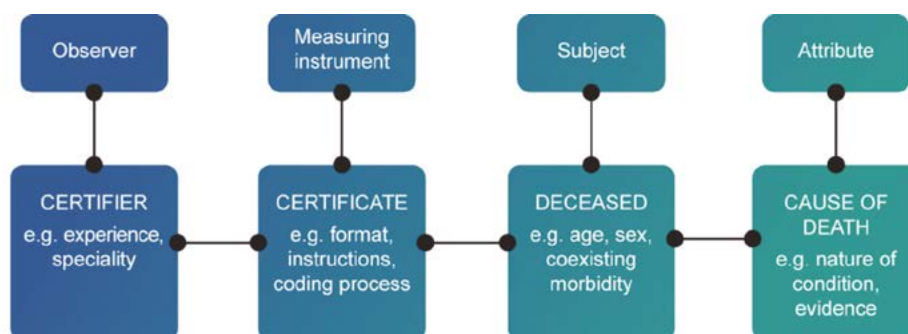 Observer
Measuring
instrument
Subject
Attribute
CERTIFIER
e.g. experience,
speciality
CERTIFICATE
e.g. format,
instructions,
coding process
DECEASED
e.g. age, sex,
coexisting
morbidity
CAUSE OF
DEATH
e.g. nature of
condition,
evidence